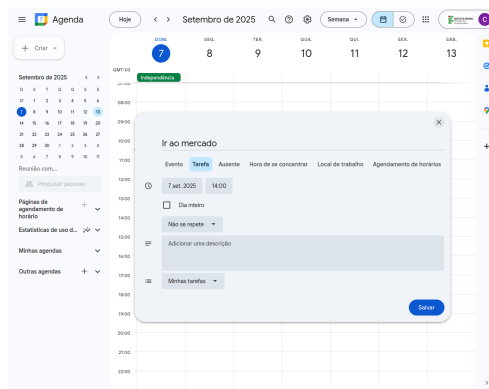 Agenda
Hoje
Setembro de 2025
Semana
Criar
Setembro de 2025
D S T Q Q S S
31 1 2 3 4 5 6
7 8 9 10 11 12 13
14 15 16 17 18 19 20
21 22 23 24 25 26 27
28 29 30 1 2 3 4
5 6 7 8 9 10 11
Reunião com...
Pesquisar pessoas
Páginas de
agendamento de
horário
Estatísticas de uso d...
Minhas agendas
Outras agendas
DOM. SEG. TER. QUA. QUI. SEX. SÁB.
7 8 9 10 11 12 13
GMT-03
Independência
07:00
08:00
09:00
10:00
11:00
12:00
13:00
14:00
15:00
16:00
17:00
18:00
19:00
20:00
21:00
22:00
Ir ao mercado
Evento Tarefa Ausente Hora de se concentrar Local de trabalho Agendamento de horários
7 set. 2025 14:00
Dia inteiro
Não se repete
Adicionar uma descrição
Minhas tarefas
Salvar